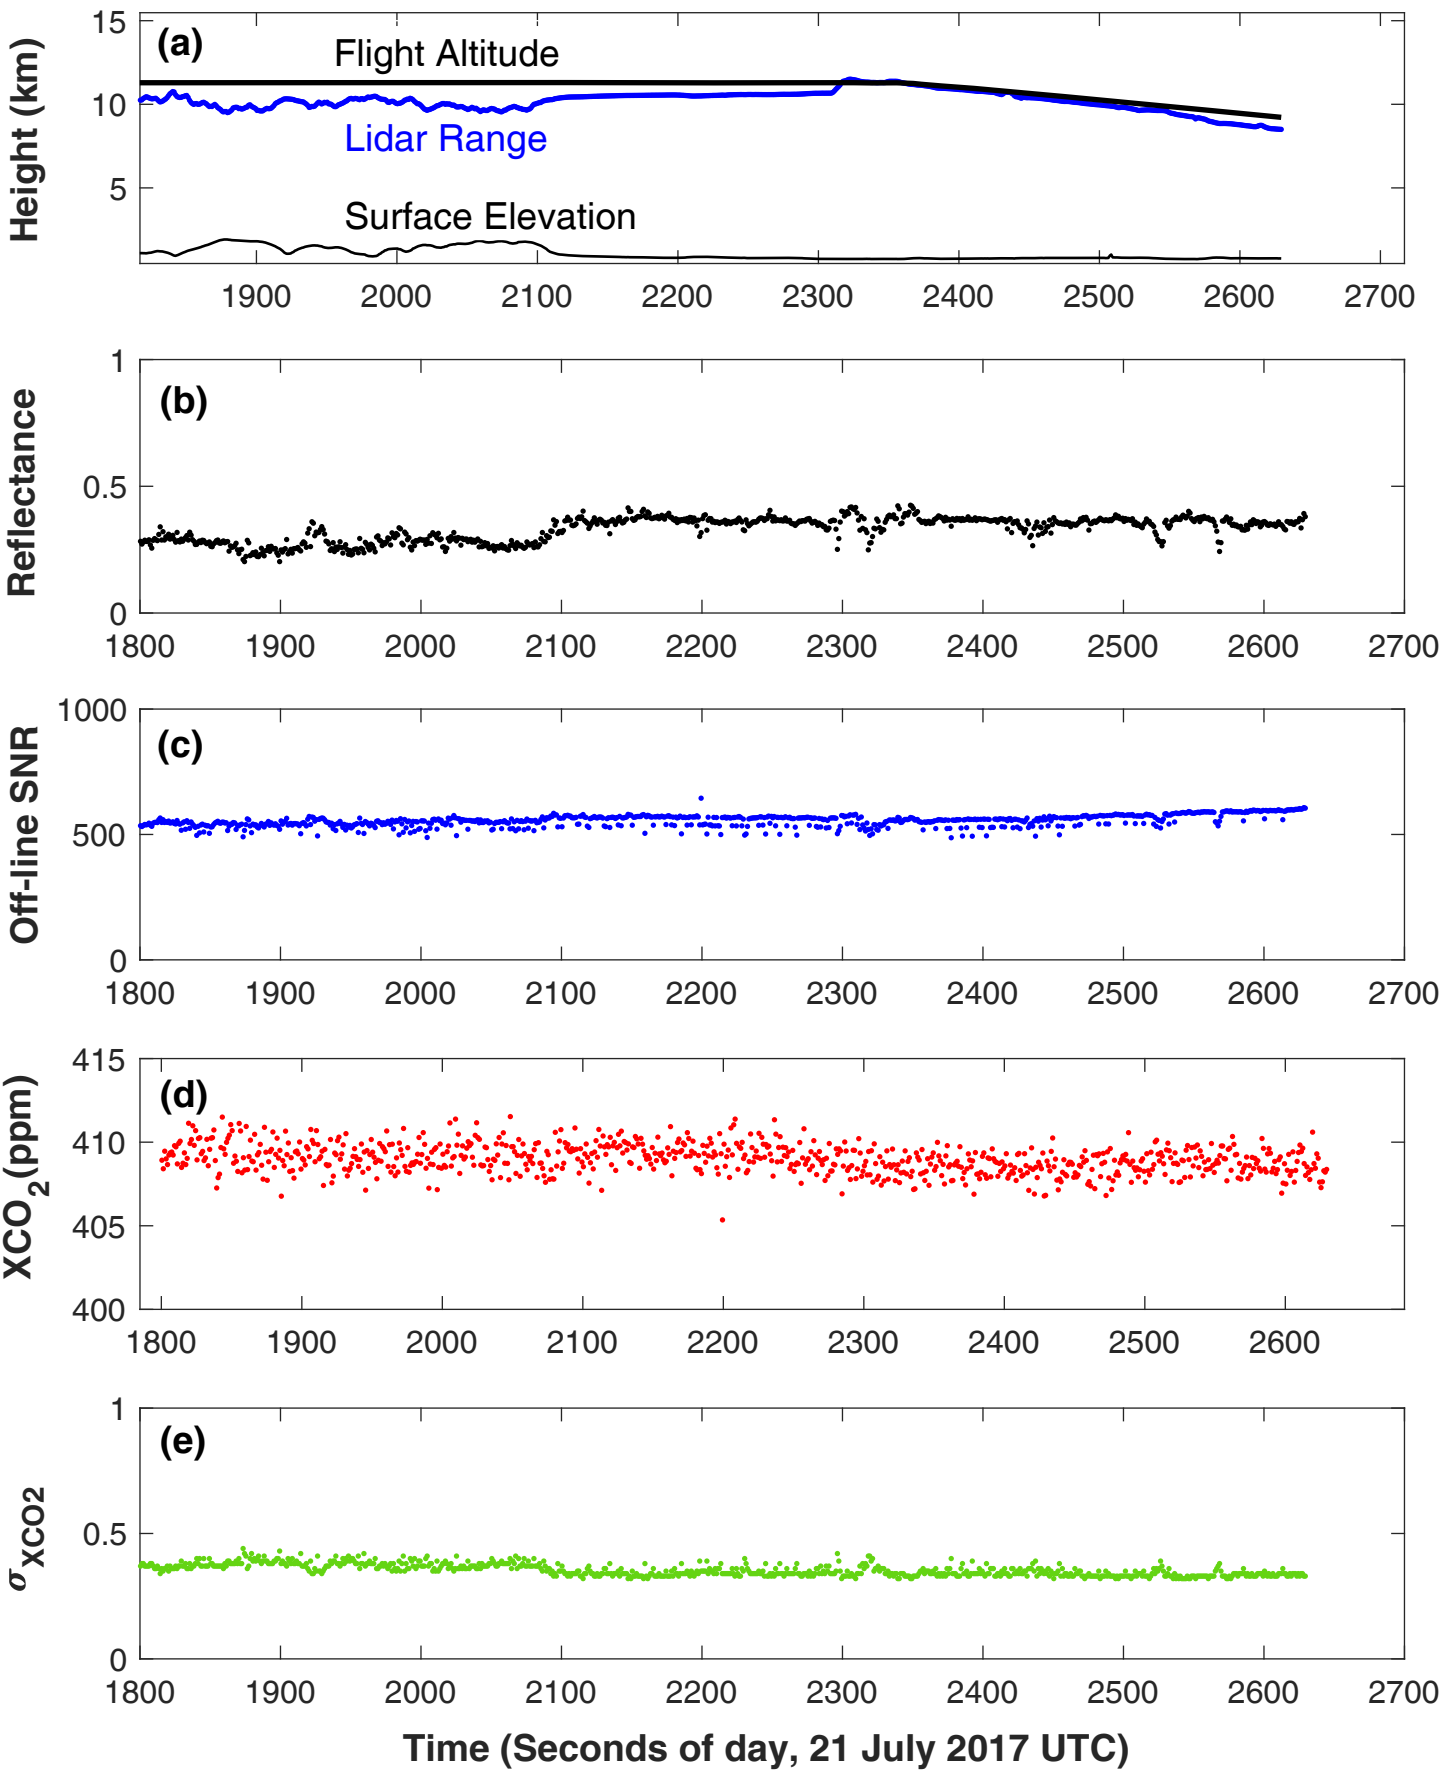 (a)
Flight Altitude
Lidar Range
Surface Elevation
Height (km)
15
10
5
1900 2000 2100 2200 2300 2400 2500 2600 2700
(b)
Reflectance
1
0.5
0
1800 1900 2000 2100 2200 2300 2400 2500 2600 2700
(c)
Off-line SNR
1000
500
0
1800 1900 2000 2100 2200 2300 2400 2500 2600 2700
(d)
XCO2(ppm)
415
410
405
400
1800 1900 2000 2100 2200 2300 2400 2500 2600
(e)
σXCO2
1
0.5
0
1800 1900 2000 2100 2200 2300 2400 2500 2600 2700
Time (Seconds of day, 21 July 2017 UTC)